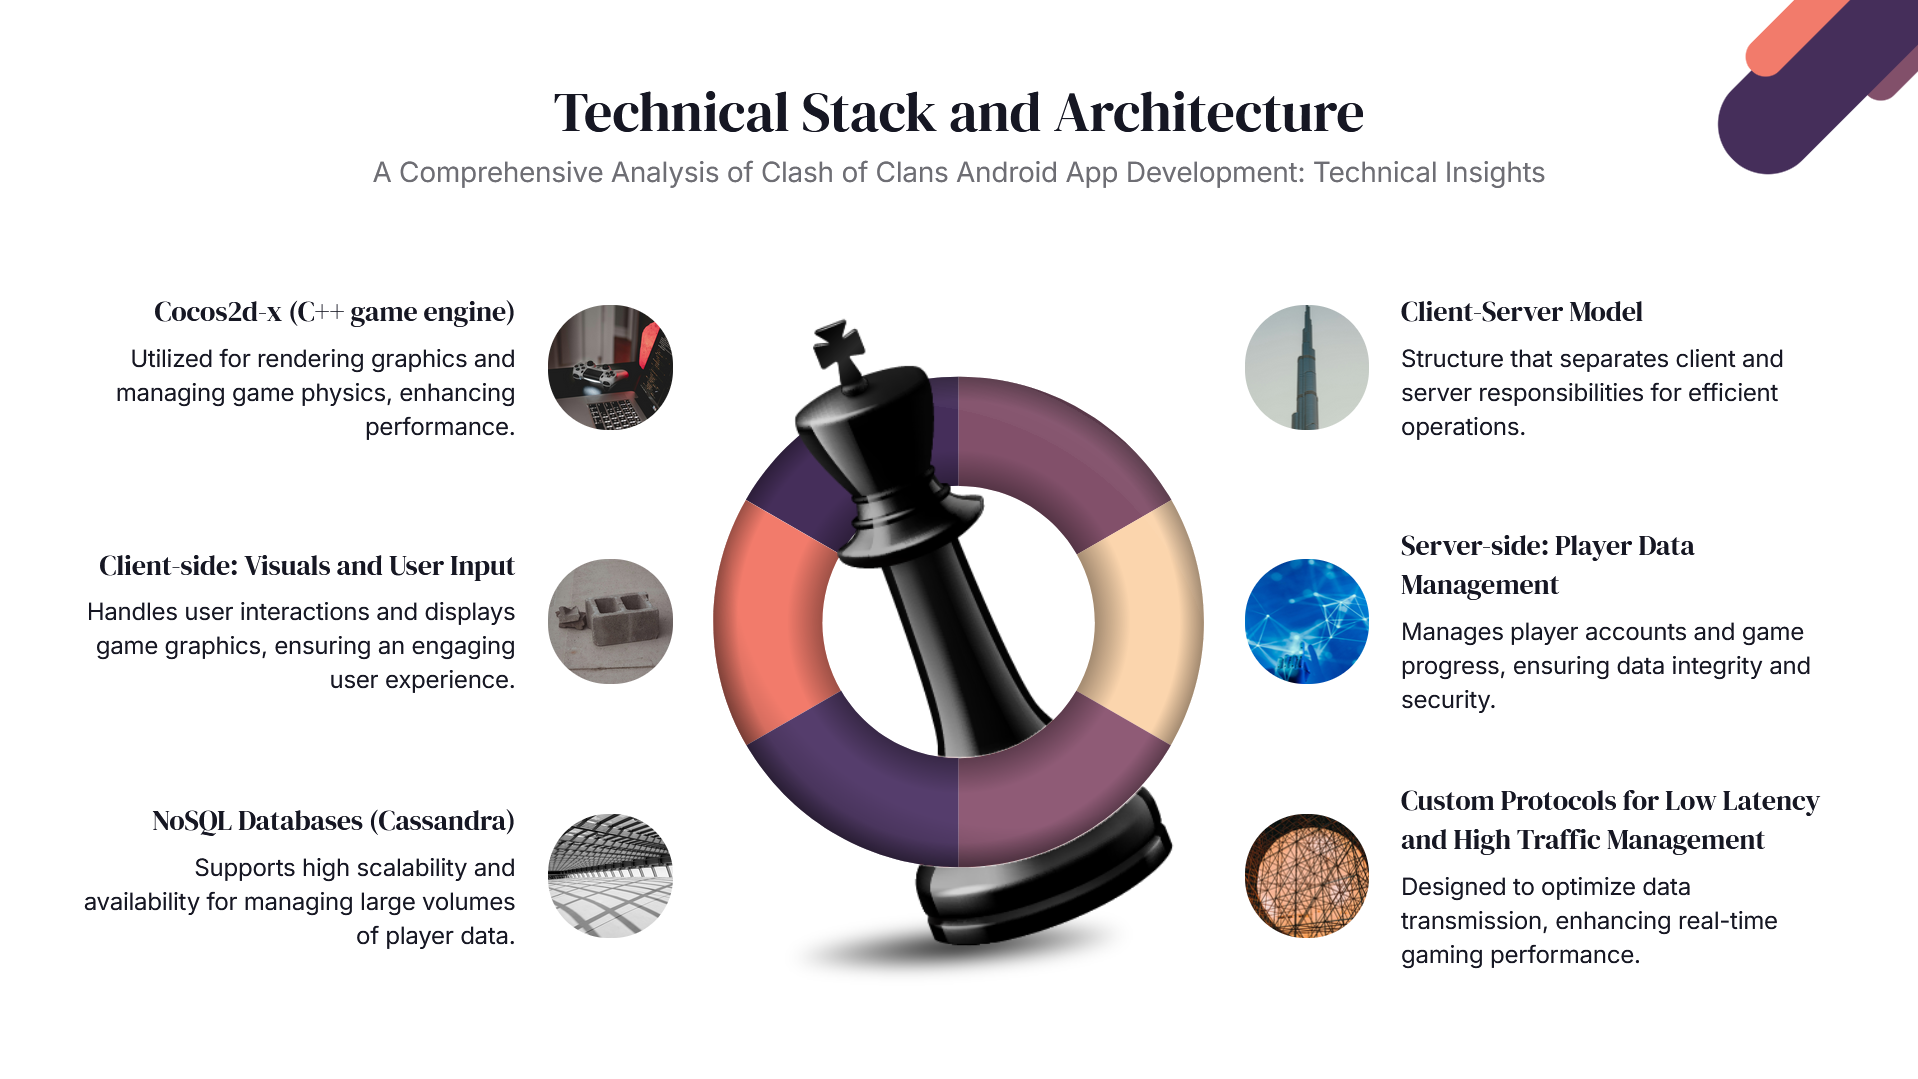 Technical Stack and Architecture
A Comprehensive Analysis of Clash of Clans Android App Development: Technical Insights
Cocos2d-x (C++ game engine)
Utilized for rendering graphics and
managing game physics, enhancing
performance.
Client-side: Visuals and User Input
Handles user interactions and displays
game graphics, ensuring an engaging
user experience.
NoSQL Databases (Cassandra)
Supports high scalability and
availability for managing large volumes
of player data.
Client-Server Model
Structure that separates client and
server responsibilities for efficient
operations.
Server-side: Player Data
Management
Manages player accounts and game
progress, ensuring data integrity and
security.
Custom Protocols for Low Latency
and High Traffic Management
Designed to optimize data
transmission, enhancing real-time
gaming performance.